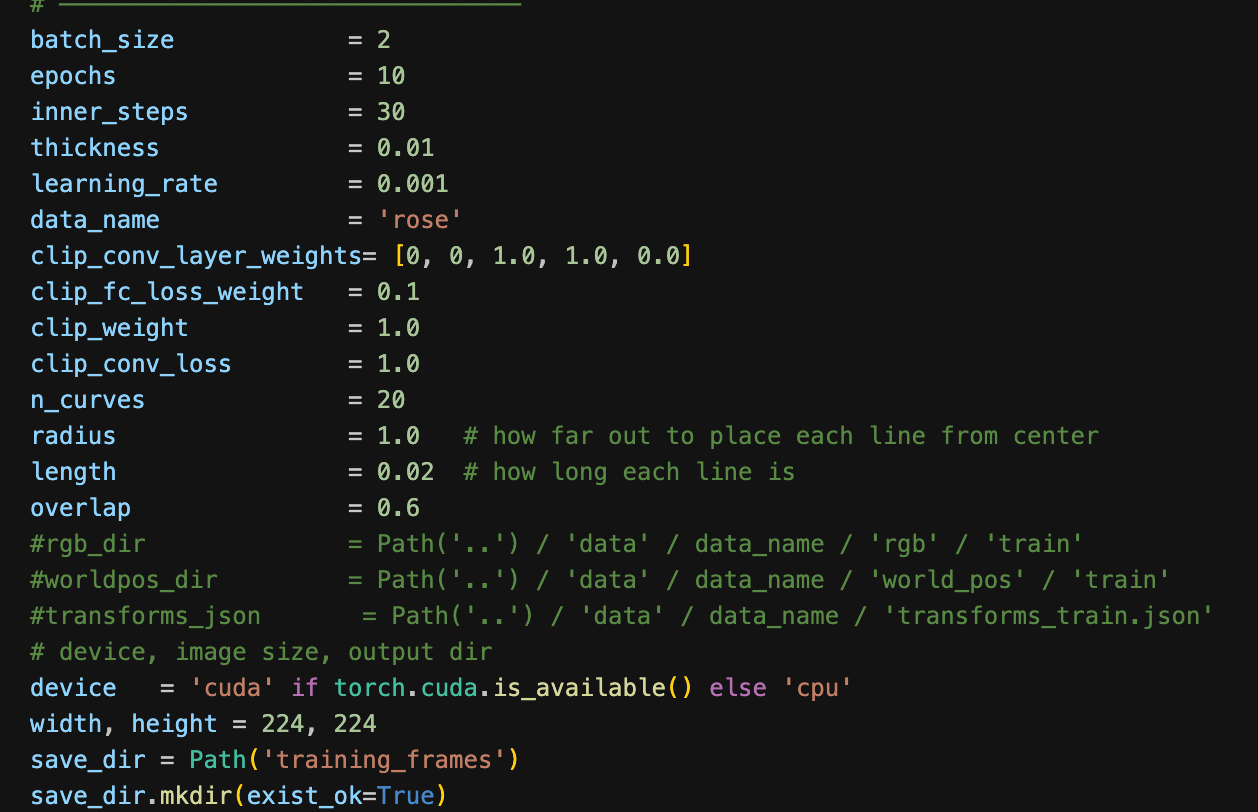 # ────────────────────────────────
batch_size            = 2
epochs                = 10
inner_steps           = 30
thickness             = 0.01
learning_rate         = 0.001
data_name             = 'rose'
clip_conv_layer_weights= [0, 0, 1.0, 1.0, 0.0]
clip_fc_loss_weight   = 0.1
clip_weight           = 1.0
clip_conv_loss        = 1.0
n_curves              = 20
radius                = 1.0   # how far out to place each line from center
length                = 0.02  # how long each line is
overlap               = 0.6
#rgb_dir              = Path('..') / 'data' / data_name / 'rgb' / 'train'
#worldpos_dir         = Path('..') / 'data' / data_name / 'world_pos' / 'train'
#transforms_json       = Path('..') / 'data' / data_name / 'transforms_train.json'
# device, image size, output dir
device   = 'cuda' if torch.cuda.is_available() else 'cpu'
width, height = 224, 224
save_dir = Path('training_frames')
save_dir.mkdir(exist_ok=True)